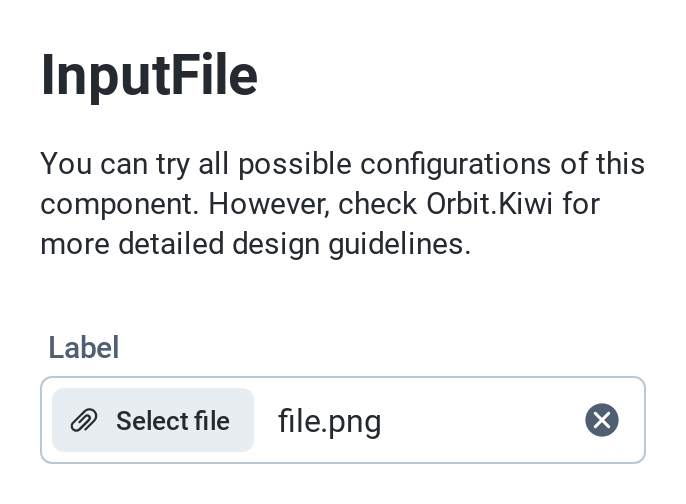 InputFile
You can try all possible configurations of this
component. However, check Orbit.Kiwi for
more detailed design guidelines.
Label
Select file file.png